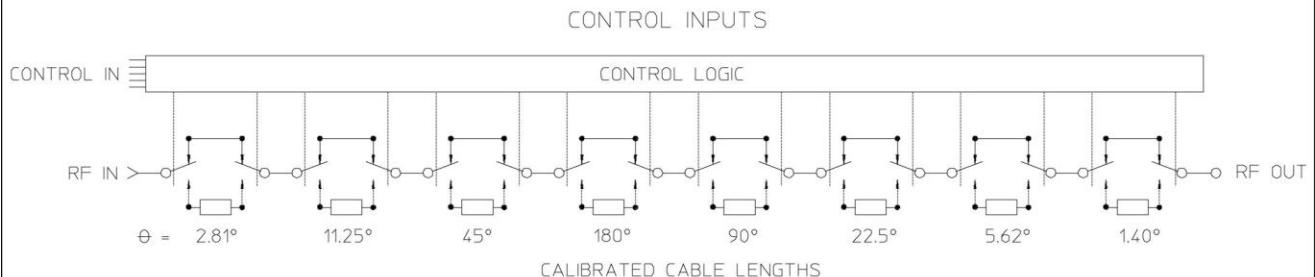 CONTROL INPUTS
CONTROL IN
CONTROL LOGIC
RF IN
RF OUT
Θ = 2.81° 11.25° 45° 180° 90° 22.5° 5.62° 1.40°
CALIBRATED CABLE LENGTHS